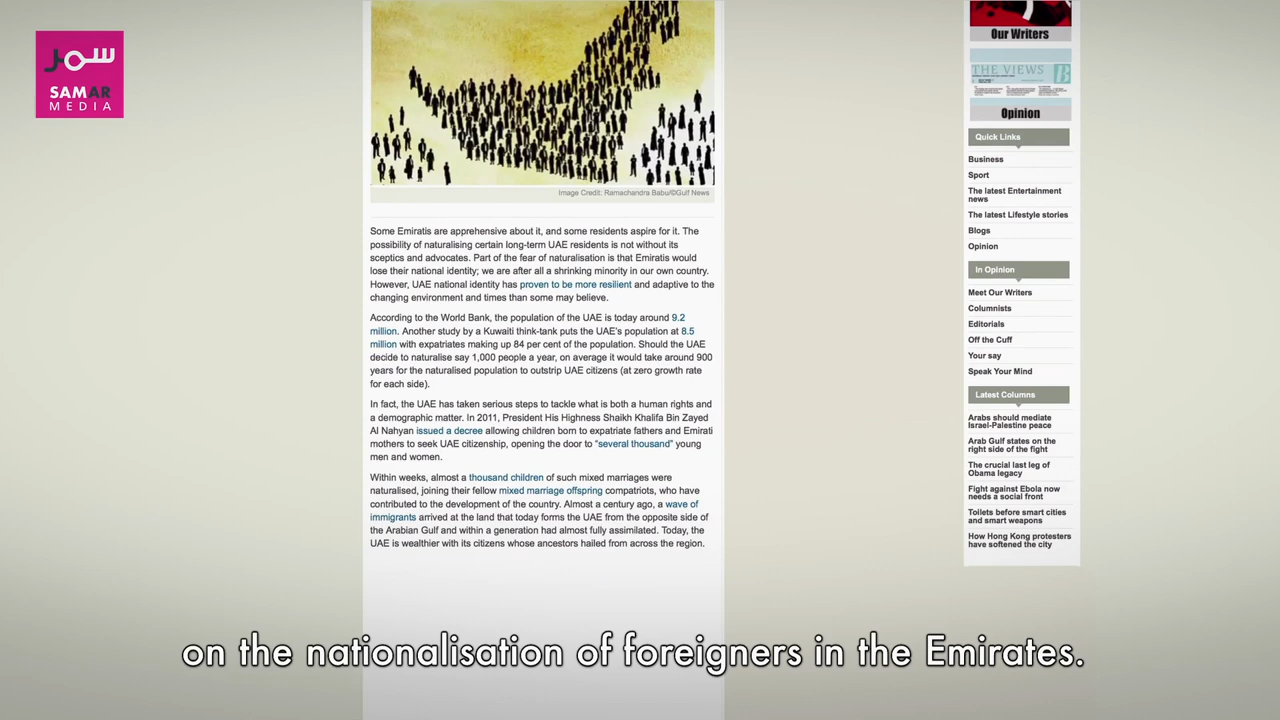 سمر
SAMAR
MEDIA
Image Credit: Ramachandra Babu/©Gulf News
Some Emiratis are apprehensive about it, and some residents aspire for it. The
possibility of naturalising certain long-term UAE residents is not without its
sceptics and advocates. Part of the fear of naturalisation is that Emiratis would
lose their national identity; we are after all a shrinking minority in our own country.
However, UAE national identity has proven to be more resilient and adaptive to the
changing environment and times than some may believe.
According to the World Bank, the population of the UAE is today around 9.2
million. Another study by a Kuwaiti think-tank puts the UAE's population at 8.5
million with expatriates making up 84 per cent of the population. Should the UAE
decide to naturalise say 1,000 people a year, on average it would take around 900
years for the naturalised population to outstrip UAE citizens (at zero growth rate
for each side).
In fact, the UAE has taken serious steps to tackle what is both a human rights and
a demographic matter. In 2011, President His Highness Shaikh Khalifa Bin Zayed
Al Nahyan issued a decree allowing children born to expatriate fathers and Emirati
mothers to seek UAE citizenship, opening the door to "several thousand" young
men and women.
Within weeks, almost a thousand children of such mixed marriages were
naturalised, joining their fellow mixed marriage offspring compatriots, who have
contributed to the development of the country. Almost a century ago, a wave of
immigrants arrived at the land that today forms the UAE from the opposite side of
the Arabian Gulf and within a generation had almost fully assimilated. Today, the
UAE is wealthier with its citizens whose ancestors hailed from across the region.
Our Writers
THE VIEWS
Opinion
Quick Links
Business
Sport
The latest Entertainment
news
The latest Lifestyle stories
Blogs
Opinion
In Opinion
Meet Our Writers
Columnists
Editorials
Off the Cuff
Your say
Speak Your Mind
Latest Columns
Arabs should mediate
Israel-Palestine peace
Arab Gulf states on the
right side of the fight
The crucial last leg of
Obama legacy
Fight against Ebola now
needs a social front
Toilets before smart cities
and smart weapons
How Hong Kong protesters
have softened the city
on the nationalisation of foreigners in the Emirates.